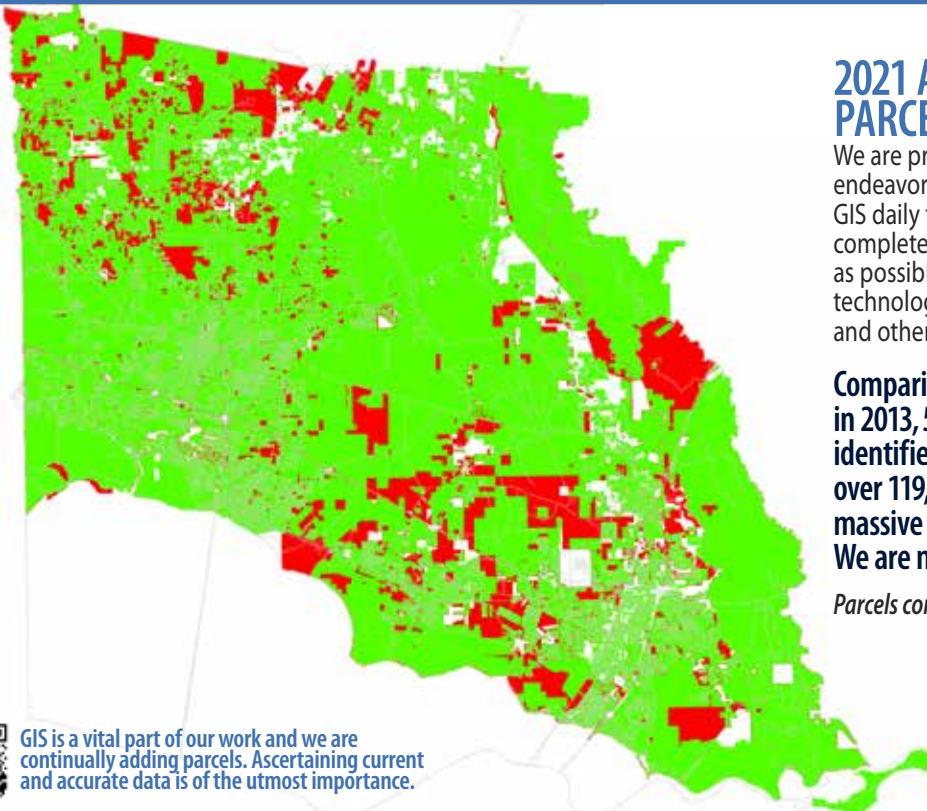 2021 A
PARCE
We are pr
endeavor
GIS daily
complete
as possibl
technolog
and other
Compari
in 2013, 5
identifie
over 119,
massive
We are n
Parcels con
GIS is a vital part of our work and we are
continually adding parcels. Ascertaining current
and accurate data is of the utmost importance.